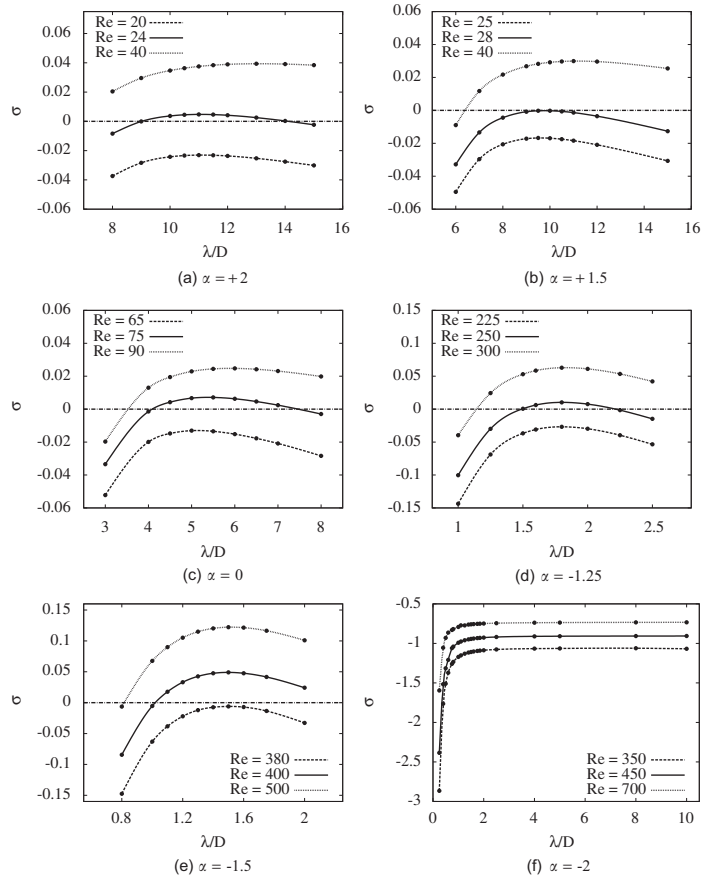 Re = 20
Re = 24
Re = 40
0.06
0.04
0.02
0
-0.02
-0.04
-0.06
σ
8
10
12
14
16
λ/D
(a) α = +2
Re = 25
Re = 28
Re = 40
0.06
0.04
0.02
0
-0.02
-0.04
-0.06
σ
6
8
10
12
14
16
λ/D
(b) α = +1.5
Re = 65
Re = 75
Re = 90
0.06
0.04
0.02
0
-0.02
-0.04
-0.06
σ
3
4
5
6
7
8
λ/D
(c) α = 0
Re = 225
Re = 250
Re = 300
0.15
0.1
0.05
0
-0.05
-0.1
-0.15
σ
1
1.5
2
2.5
λ/D
(d) α = -1.25
0.15
0.1
0.05
0
-0.05
-0.1
-0.15
σ
Re = 380
Re = 400
Re = 500
0.8
1.2
1.6
2
λ/D
(e) α = -1.5
-0.5
-1
-1.5
-2
-2.5
-3
σ
Re = 350
Re = 450
Re = 700
0
2
4
6
8
10
λ/D
(f) α = -2